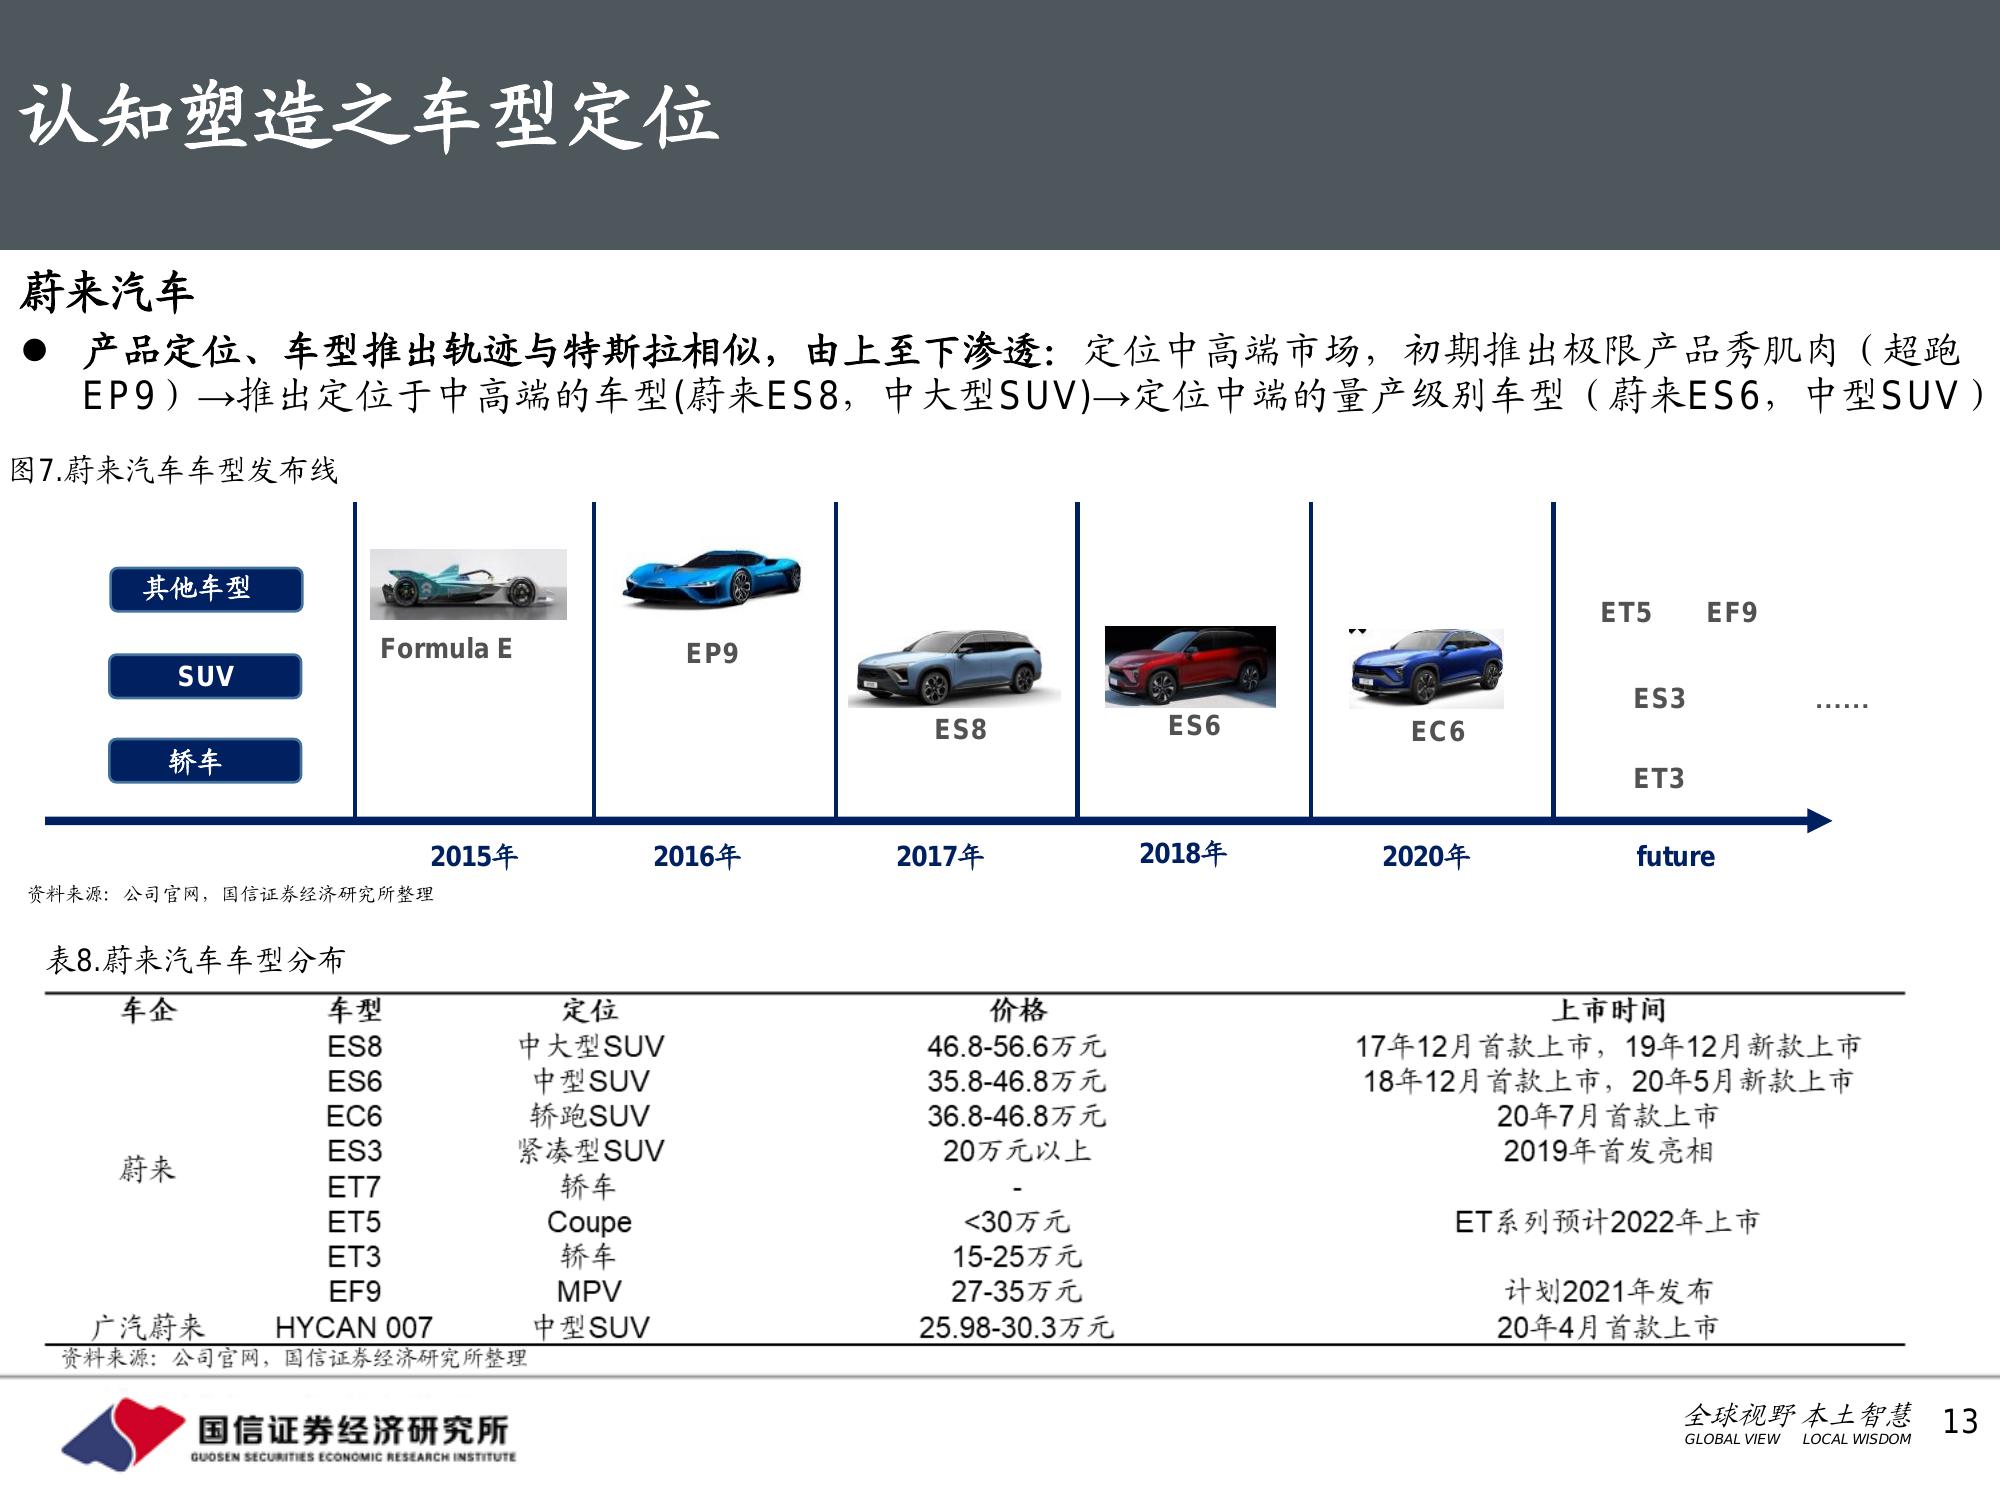 认知塑造之车型定位
蔚来汽车
● 产品定位、车型推出轨迹与特斯拉相似，由上至下渗透：定位中高端市场，初期推出极限产品秀肌肉（超跑
EP9）→推出定位于中高端的车型(蔚来ES8，中大型SUV)→定位中端的量产级别车型（蔚来ES6，中型SUV）
图7.蔚来汽车车型发布线
其他车型
SUV
轿车
Formula E
EP9
ES8
ES6
EC6
ET5 EF9
ES3 ......
ET3
2015年 2016年 2017年 2018年 2020年 future
资料来源：公司官网，国信证券经济研究所整理
表8.蔚来汽车车型分布
车企 车型 定位 价格 上市时间
ES8 中大型SUV 46.8-56.6万元 17年12月首款上市，19年12月新款上市
ES6 中型SUV 35.8-46.8万元 18年12月首款上市，20年5月新款上市
EC6 轿跑SUV 36.8-46.8万元 20年7月首款上市
ES3 紧凑型SUV 20万元以上 2019年首发亮相
蔚来
ET7 轿车 -
ET5 Coupe <30万元 ET系列预计2022年上市
ET3 轿车 15-25万元
EF9 MPV 27-35万元 计划2021年发布
广汽蔚来 HYCAN 007 中型SUV 25.98-30.3万元 20年4月首款上市
资料来源：公司官网，国信证券经济研究所整理
国信证券经济研究所
GUOSEN SECURITIES ECONOMIC RESEARCH INSTITUTE
全球视野 本土智慧
GLOBAL VIEW LOCAL WISDOM
13